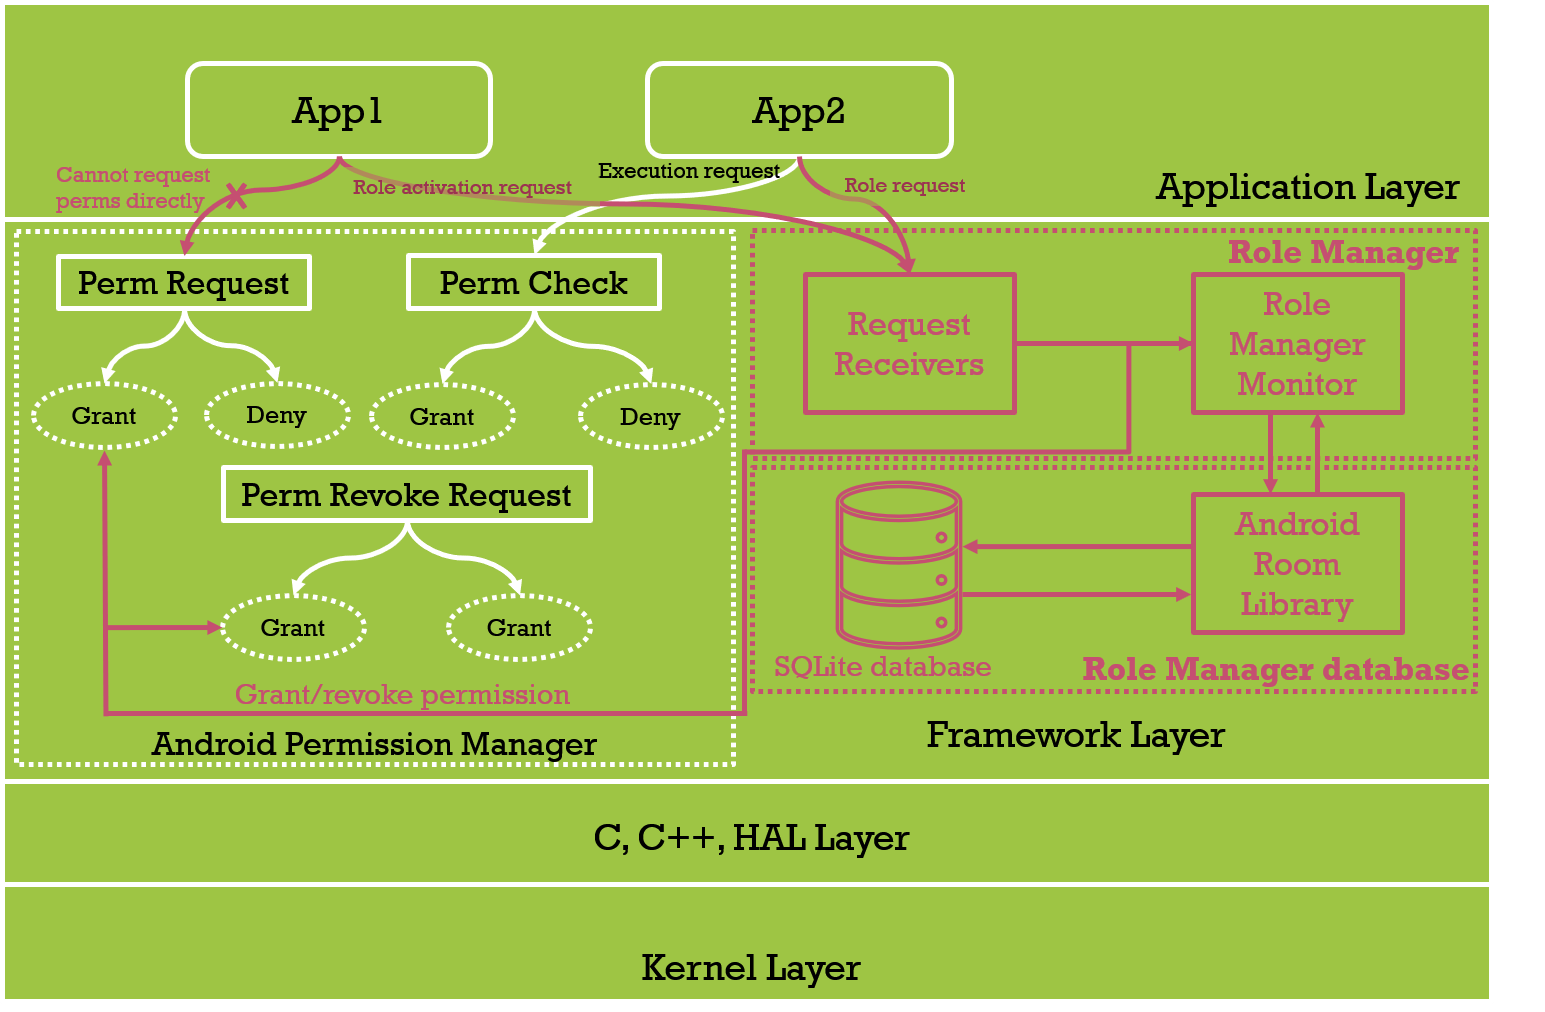 App1
App2
Cannot request
perms directly
Role activation request
Execution request
Role request
Application Layer
Role Manager
Perm Request
Perm Check
Request
Receivers
Role
Manager
Monitor
Grant
Deny
Grant
Deny
Perm Revoke Request
Android
Room
Library
Grant
Grant
SQLite database
Role Manager database
Grant/revoke permission
Android Permission Manager
Framework Layer
C, C++, HAL Layer
Kernel Layer